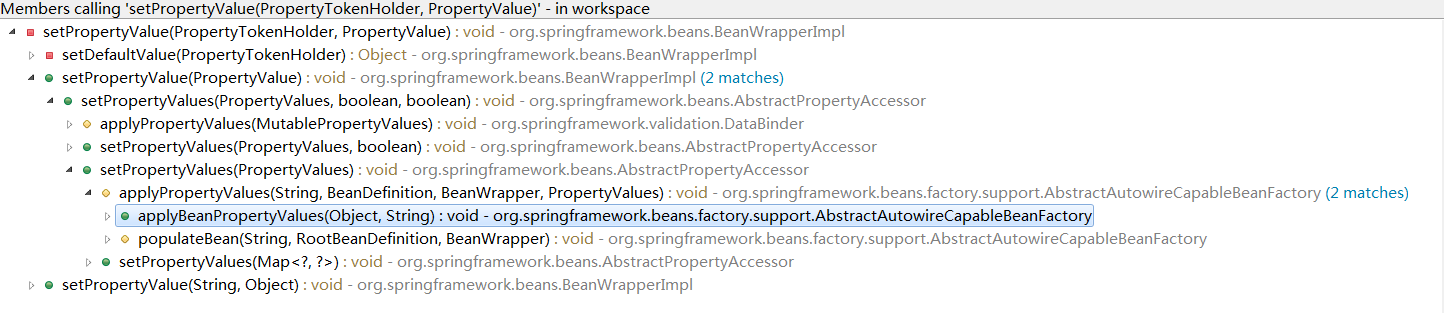 Members calling 'setPropertyValue(PropertyTokenHolder, PropertyValue)' - in workspace
setPropertyValue(PropertyTokenHolder, PropertyValue) : void - org.springframework.beans.BeanWrapperImpl
setDefaultValue(PropertyTokenHolder) : Object - org.springframework.beans.BeanWrapperImpl
setPropertyValue(PropertyValue) : void - org.springframework.beans.BeanWrapperImpl (2 matches)
setPropertyValues(PropertyValues, boolean, boolean) : void - org.springframework.beans.AbstractPropertyAccessor
applyPropertyValues(MutablePropertyValues) : void - org.springframework.validation.DataBinder
setPropertyValues(PropertyValues, boolean) : void - org.springframework.beans.AbstractPropertyAccessor
setPropertyValues(PropertyValues) : void - org.springframework.beans.AbstractPropertyAccessor
applyPropertyValues(String, BeanDefinition, BeanWrapper, PropertyValues) : void - org.springframework.beans.factory.support.AbstractAutowireCapableBeanFactory (2 matches)
applyBeanPropertyValues(Object, String) : void - org.springframework.beans.factory.support.AbstractAutowireCapableBeanFactory
populateBean(String, RootBeanDefinition, BeanWrapper) : void - org.springframework.beans.factory.support.AbstractAutowireCapableBeanFactory
setPropertyValues(Map<?, ?>) : void - org.springframework.beans.AbstractPropertyAccessor
setPropertyValue(String, Object) : void - org.springframework.beans.BeanWrapperImpl